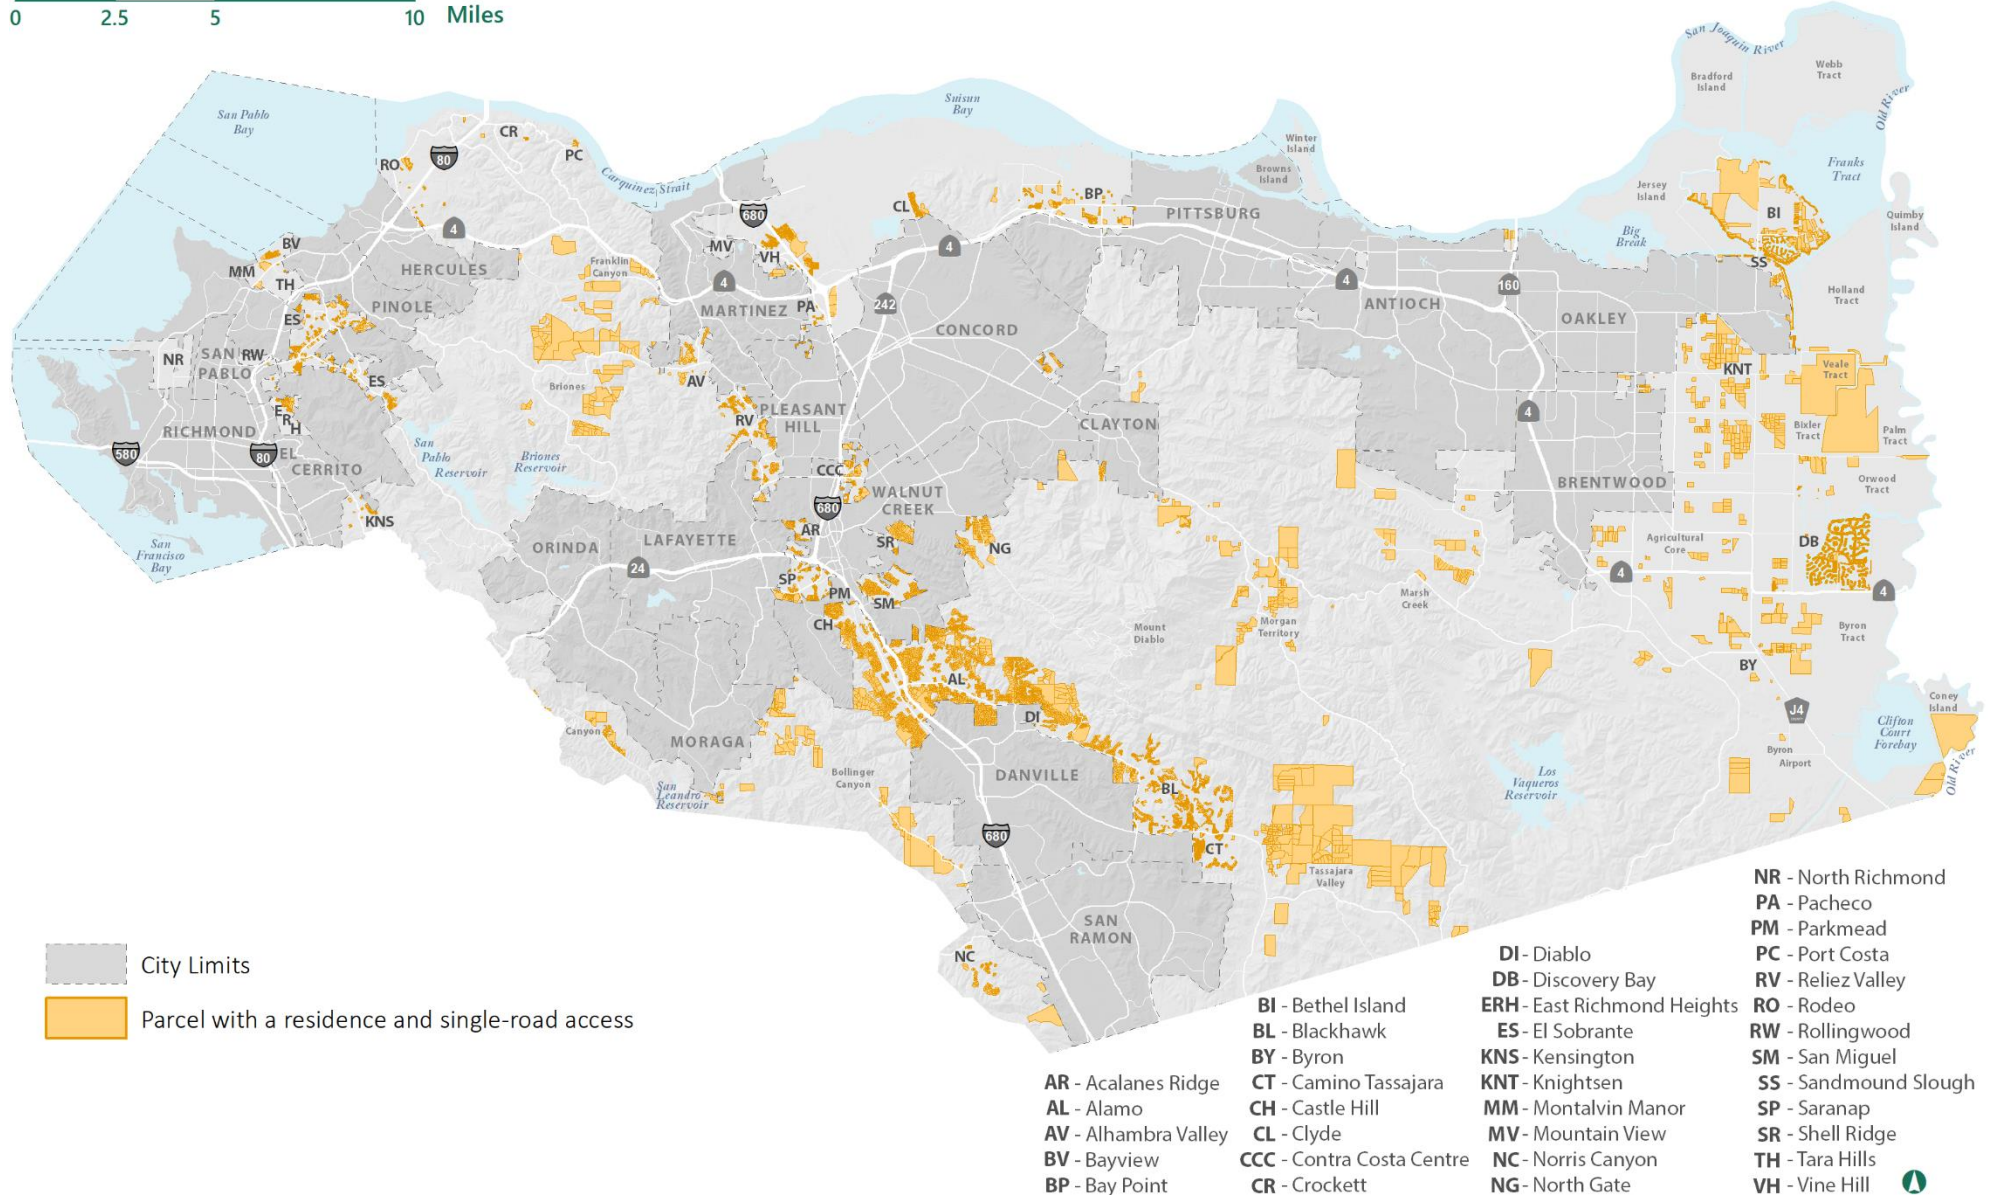 0 2.5 5 10 Miles
San Joaquin River
Bradford
Island
Webb
Tract
Old River
San Pablo
Bay
Suisun
Bay
Winter
Island
Browns
Island
Franks
Tract
Jersey
Island
Quimby
Island
Big
Break
Holland
Tract
CR
PC
RO
80
Carquinez Strait
4
BV
MM
TH
HERCULES
PINOLE
ES
Franklin
Canyon
680
MV
VH
4
MARTINEZ
PA
CL
4
242
CONCORD
BP
PITTSBURG
4
ANTIOCH
160
OAKLEY
BI
SS
NR
SAN
PABLO
RW
ES
E
R
H
RICHMOND
580
80
EL
CERRITO
San
Pablo
Reservoir
Briones
Briones
Reservoir
AV
RV
PLEASANT
HILL
CLAYTON
4
KNT
Veale
Tract
Bixler
Tract
Palm
Tract
CCC
WALNUT
CREEK
680
BRENTWOOD
Orwood
Tract
KNS
San
Francisco
Bay
ORINDA
LAFAYETTE
24
AR
SR
NG
SP
PM
SM
CH
Agricultural
Core
DB
4
4
Marsh
Creek
Morgan
Territory
Mount
Diablo
Byron
Tract
BY
AL
DI
Canyon
MORAGA
Bollinger
Canyon
San
Leandro
Reservoir
DANVILLE
BL
680
CT
Tassajara
Valley
Los
Vaqueros
Reservoir
J4
Byron
Airport
Clifton
Court
Forebay
Coney
Island
Old River
SAN
RAMON
NC
City Limits
Parcel with a residence and single-road access
AR - Acalanes Ridge
AL - Alamo
AV - Alhambra Valley
BV - Bayview
BP - Bay Point
BI - Bethel Island
BL - Blackhawk
BY - Byron
CT - Camino Tassajara
CH - Castle Hill
CL - Clyde
CCC - Contra Costa Centre
CR - Crockett
DI - Diablo
DB - Discovery Bay
ERH - East Richmond Heights
ES - El Sobrante
KNS - Kensington
KNT - Knightsen
MM - Montalvin Manor
MV - Mountain View
NC - Norris Canyon
NG - North Gate
NR - North Richmond
PA - Pacheco
PM - Parkmead
PC - Port Costa
RV - Reliez Valley
RO - Rodeo
RW - Rollingwood
SM - San Miguel
SS - Sandmound Slough
SP - Saranap
SR - Shell Ridge
TH - Tara Hills
VH - Vine Hill